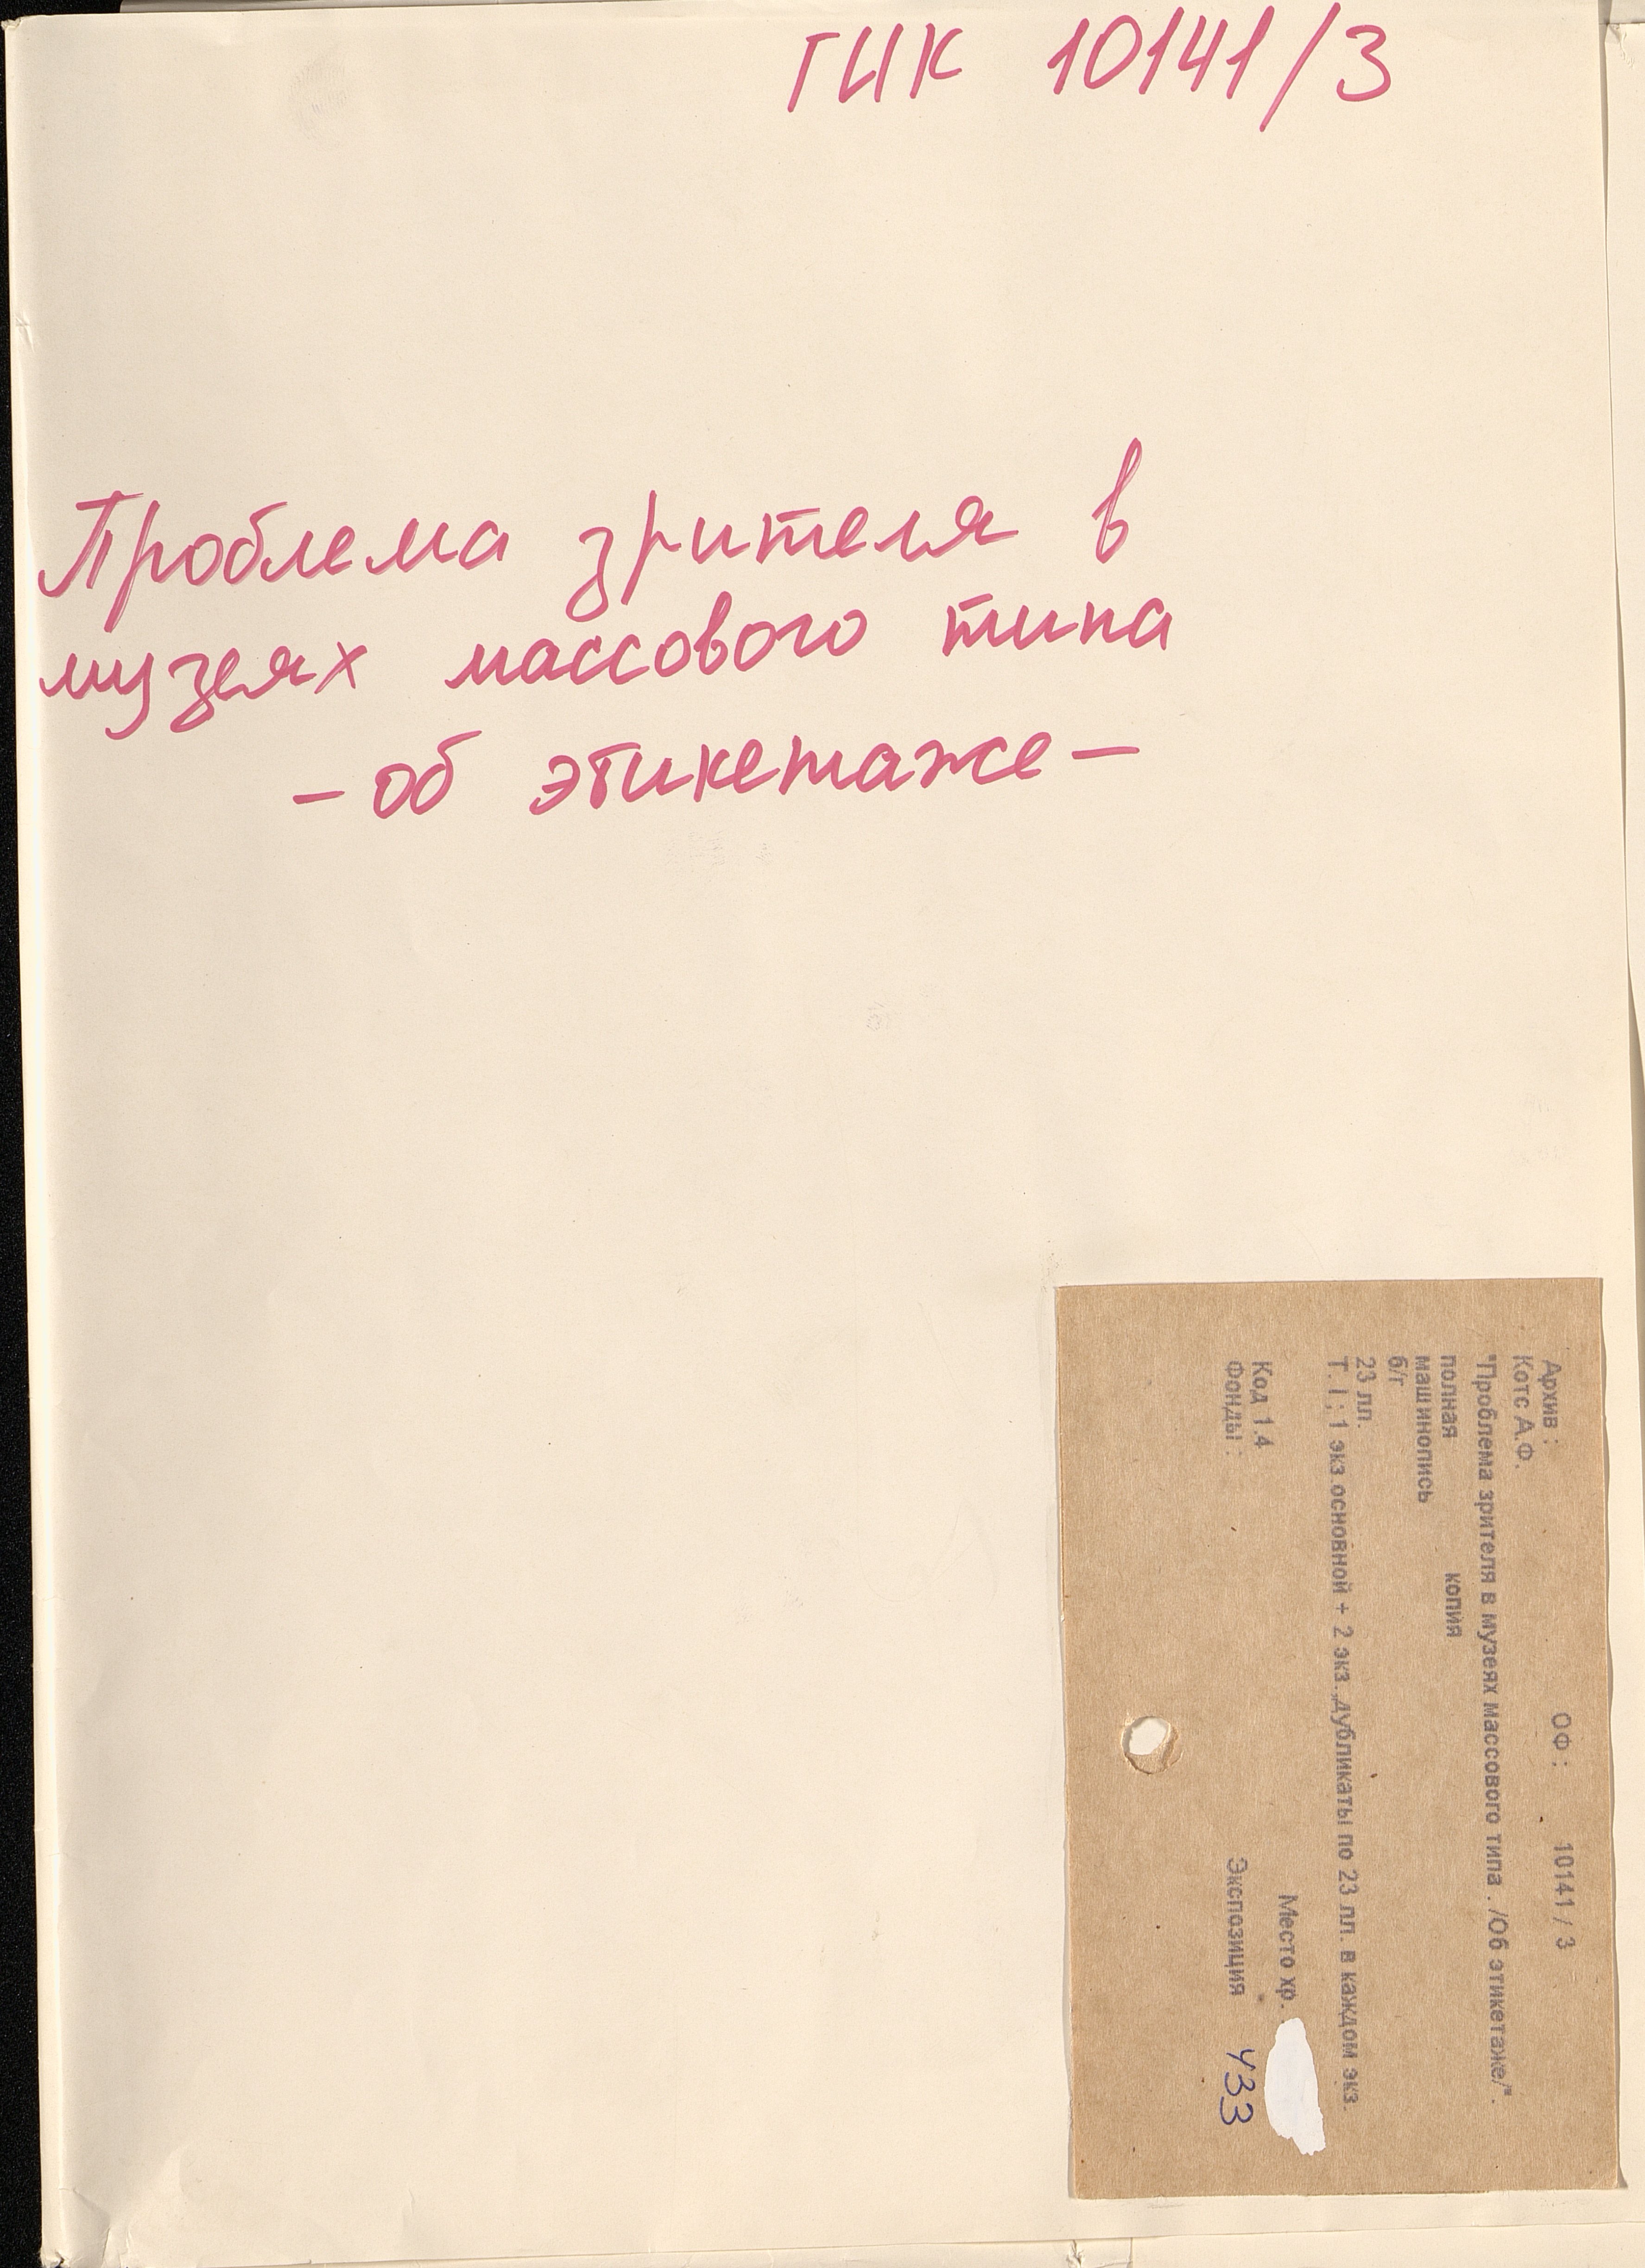 ГИК 10141/3
Проблема зрителя в
музеях массового типа
- об этикетаже -
Архив : ОФ : 10141 / 3
Котс А.Ф.
"Проблема зрителя в музеях массового типа . /Об этикетаже/".
полная копия
машинопись
б/г
23 лл.
Т. I ; 1 экз.основной + 2 экз.,дубликаты по 23 лл. в каждом экз.
Место хр.
Код 1.4
Фонды : Экспозиция 433